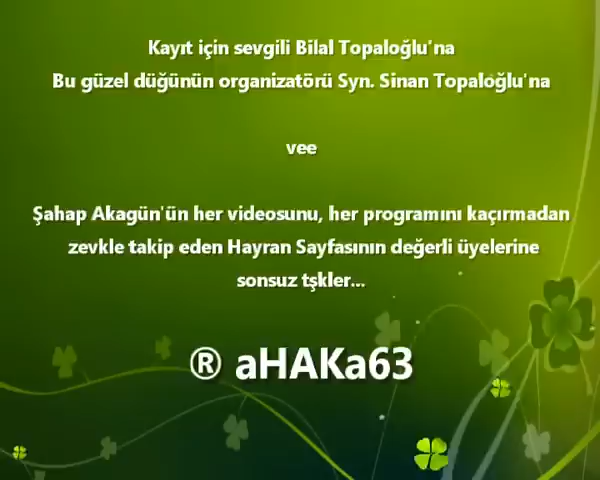 Kayıt için sevgili Bilal Topaloğlu'na
Bu güzel düğünün organizatörü Syn. Sinan Topaloğlu'na
vee
Şahap Akagün'ün her videosunu, her programını kaçırmadan
zevkle takip eden Hayran Sayfasının değerli üyelerine
sonsuz tşkler...
® aHAKa63